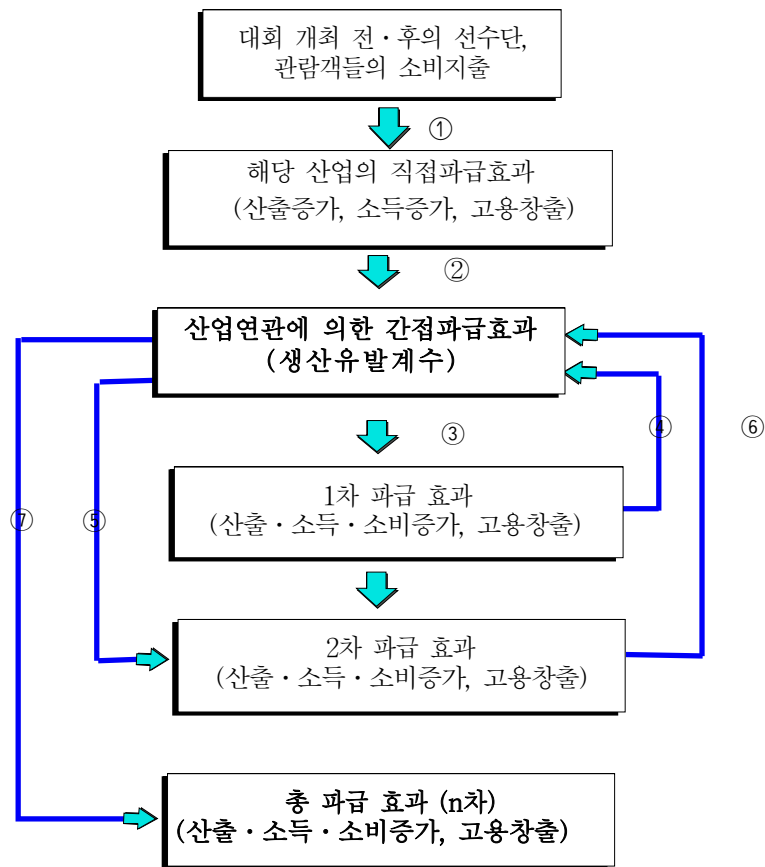 대회 개최 전·후의 선수단,
관람객들의 소비지출
①
해당 산업의 직접파급효과
(산출증가, 소득증가, 고용창출)
②
산업연관에 의한 간접파급효과
(생산유발계수)
③
④
⑥
1차 파급 효과
(산출·소득·소비증가, 고용창출)
⑦
⑤
2차 파급 효과
(산출·소득·소비증가, 고용창출)
총 파급 효과 (n차)
(산출·소득·소비증가, 고용창출)